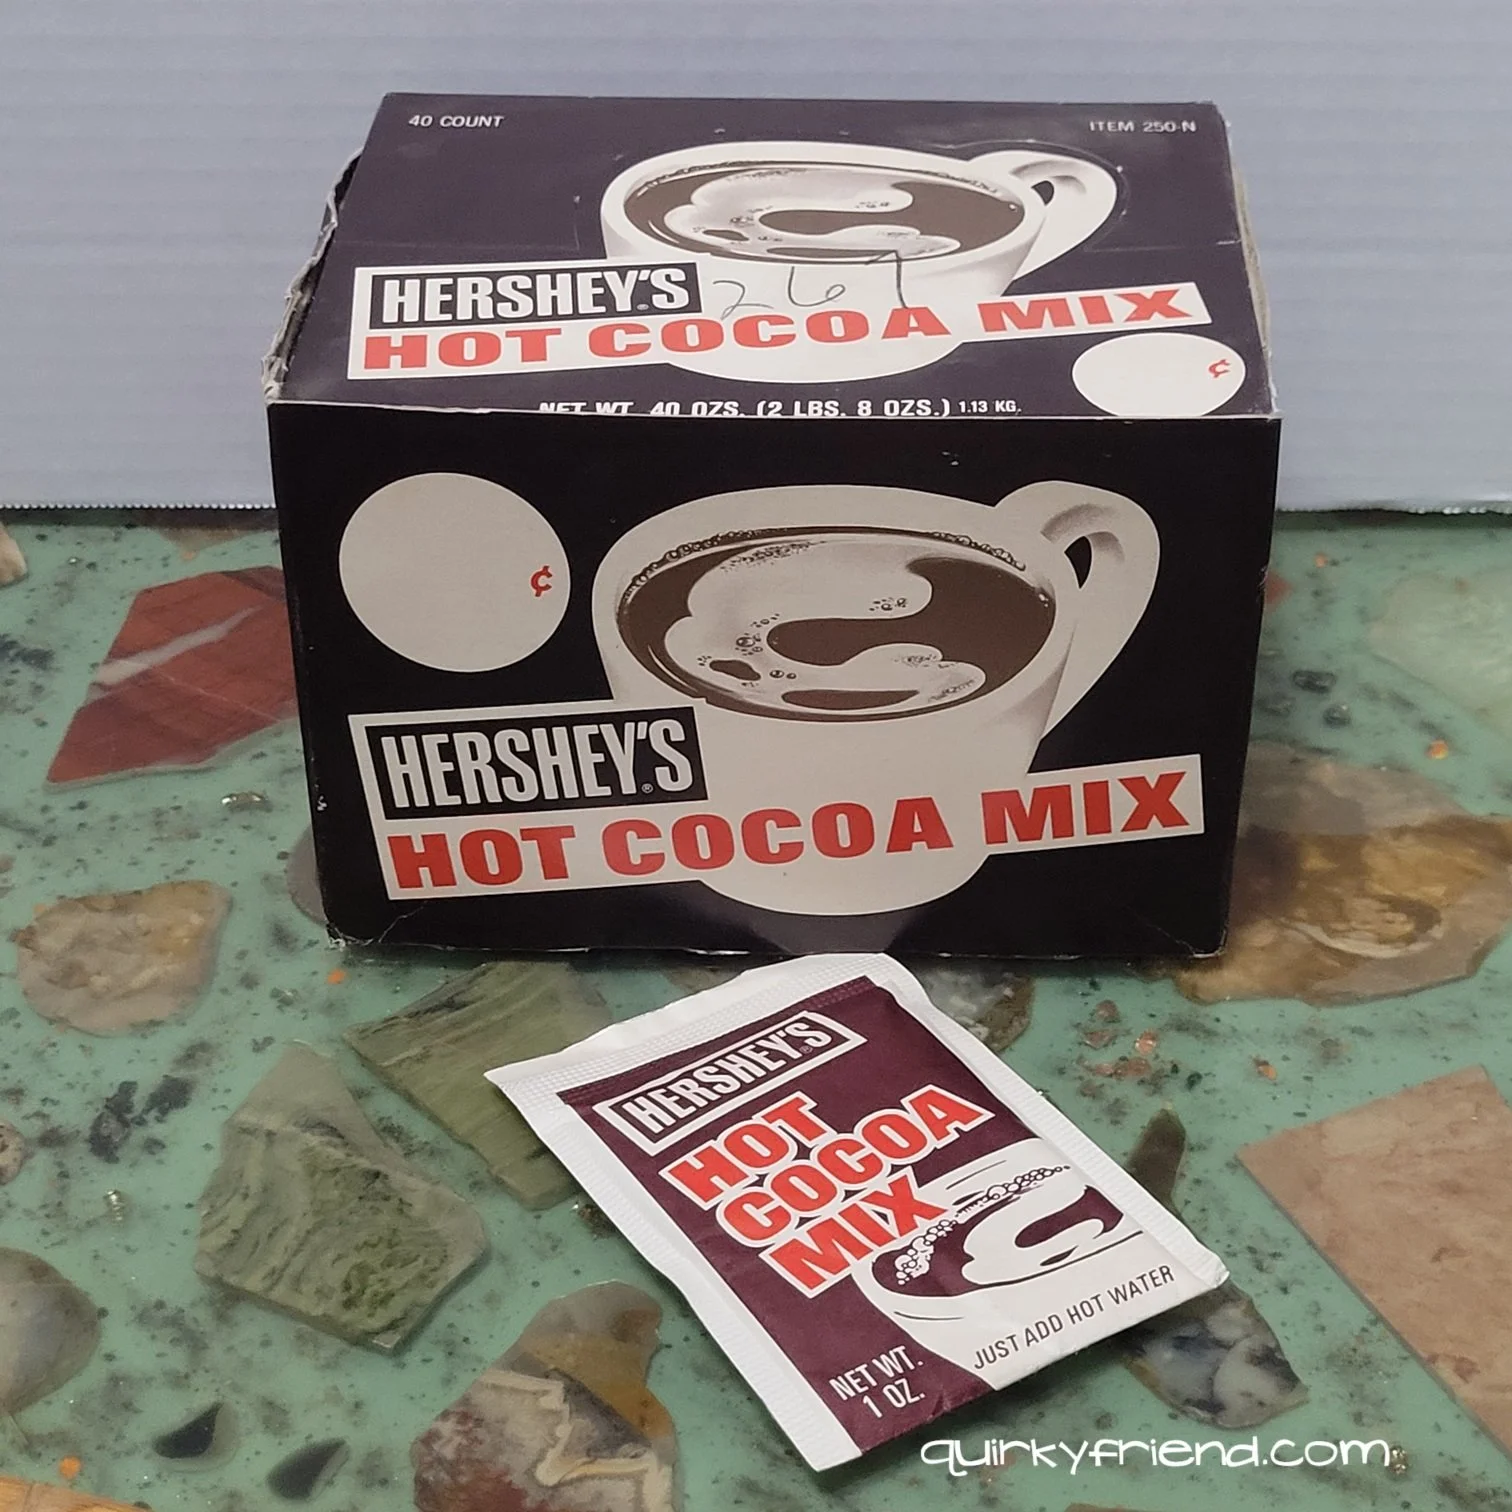 40 COUNT
ITEM 250-N
HERSHEY'S
267
HOT COCOA MIX
¢
NET WT. 40 OZS. (2 LBS. 8 OZS.) 1.13 KG.
¢
HERSHEY'S®
HOT COCOA MIX
HERSHEY'S®
HOT
COCOA
MIX
JUST ADD HOT WATER
NET WT.
1 OZ.
quirkyfriend.com